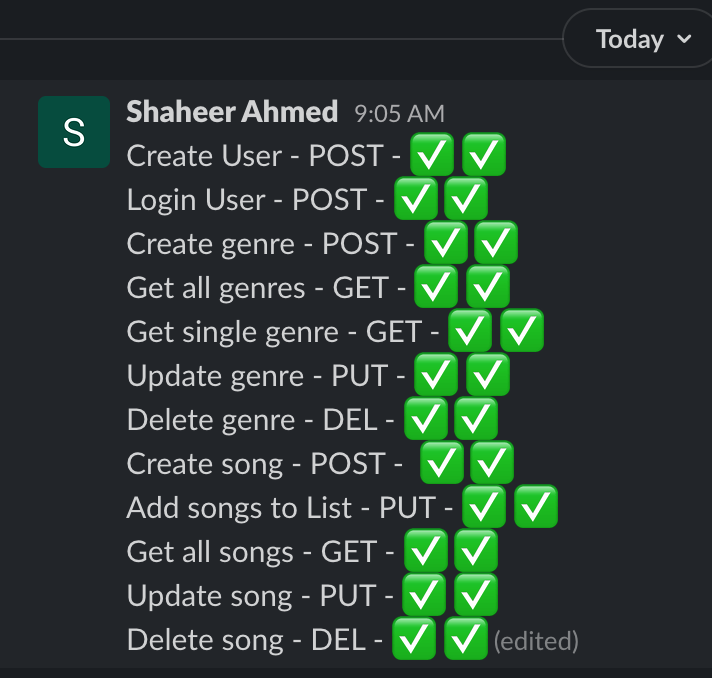 Today
S
Shaheer Ahmed 9:05 AM
Create User - POST - ✅ ✅
Login User - POST - ✅ ✅
Create genre - POST - ✅ ✅
Get all genres - GET - ✅ ✅
Get single genre - GET - ✅ ✅
Update genre - PUT - ✅ ✅
Delete genre - DEL - ✅ ✅
Create song - POST - ✅ ✅
Add songs to List - PUT - ✅ ✅
Get all songs - GET - ✅ ✅
Update song - PUT - ✅ ✅
Delete song - DEL - ✅ ✅ (edited)